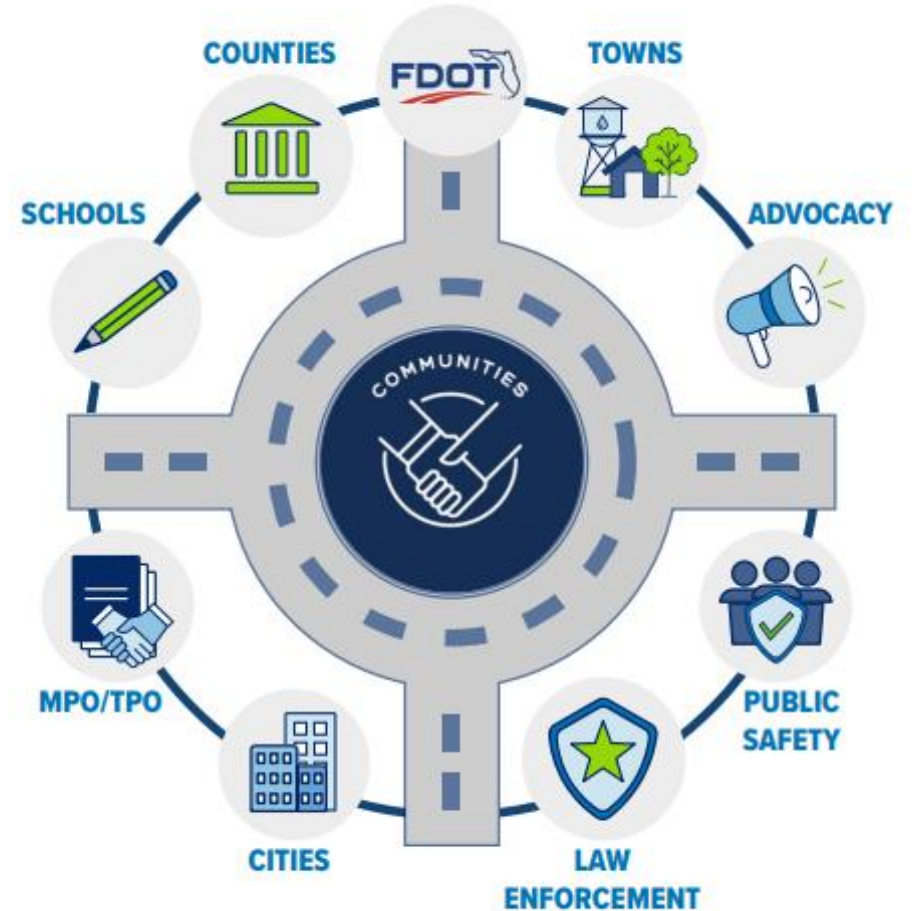 COUNTIES
FDOT
TOWNS
SCHOOLS
ADVOCACY
COMMUNITIES
MPO/TPO
PUBLIC
SAFETY
CITIES
LAW
ENFORCEMENT